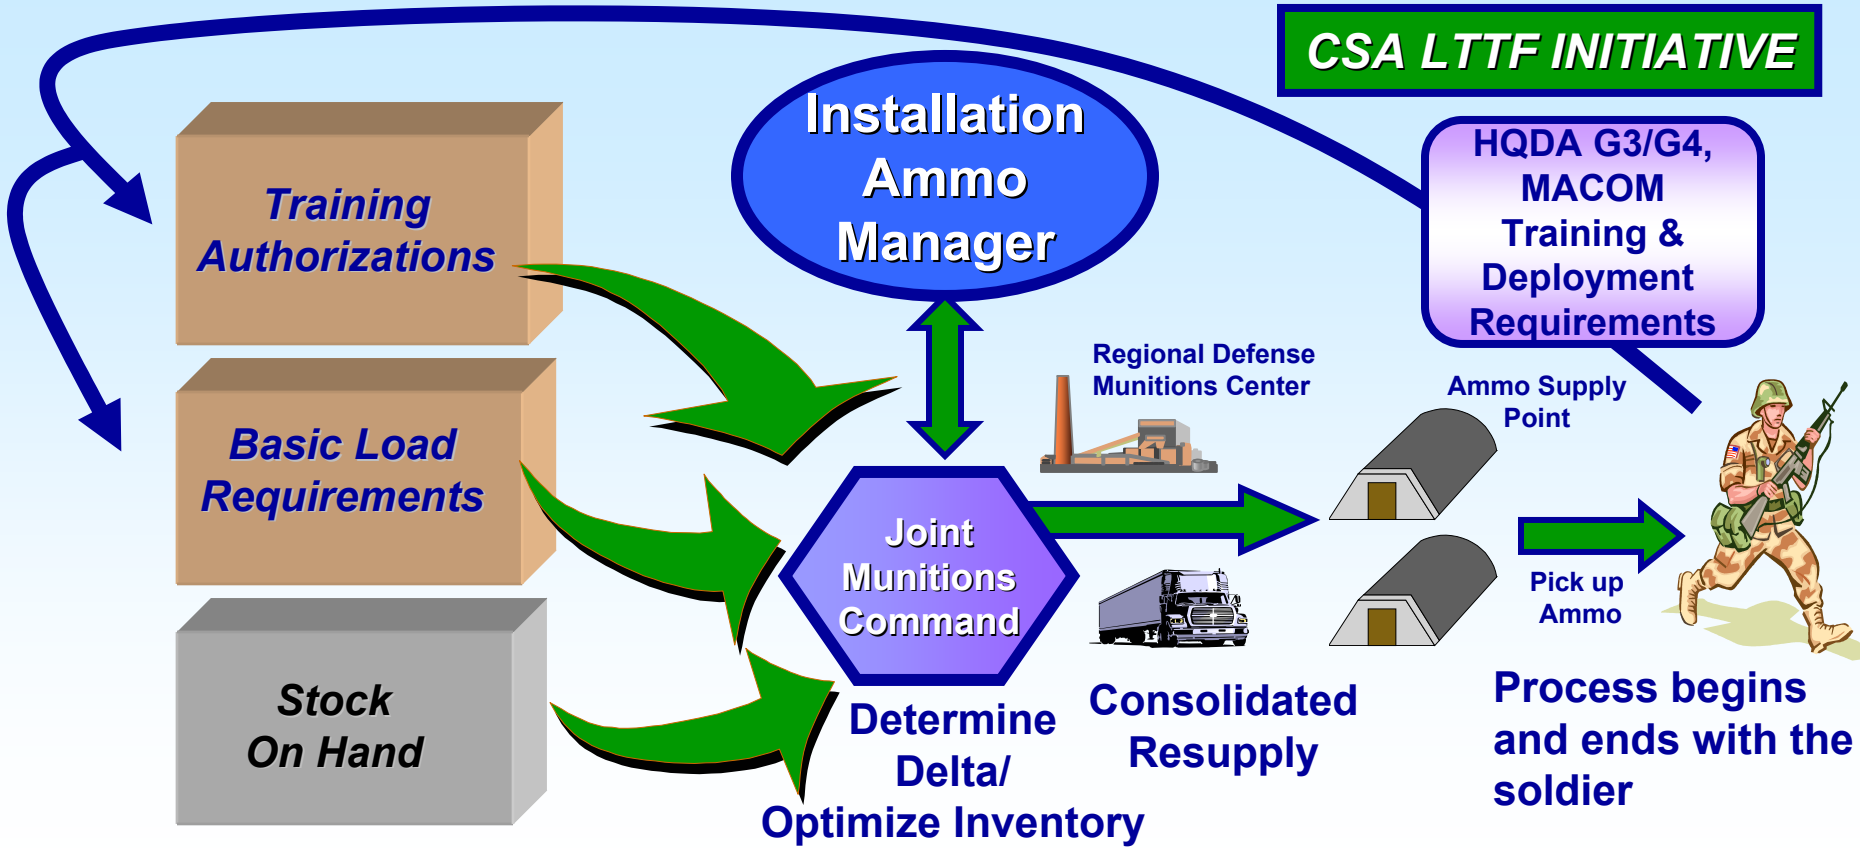 CSA LTTF INITIATIVE
Installation
Ammo
Manager
HQDA G3/G4,
MACOM
Training &
Deployment
Requirements
Training
Authorizations
Basic Load
Requirements
Stock
On Hand
Regional Defense
Munitions Center
Ammo Supply
Point
Joint
Munitions
Command
Pick up
Ammo
Determine
Delta/
Optimize Inventory
Consolidated
Resupply
Process begins
and ends with the
soldier